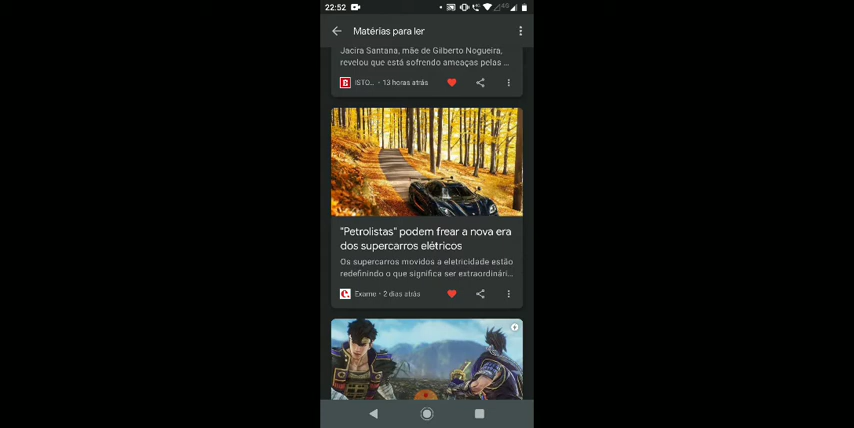 22:52
4G
Matérias para ler
Jacira Santana, mãe de Gilberto Nogueira,
revelou que está sofrendo ameaças pelas ...
ISTO... • 13 horas atrás
"Petrolistas" podem frear a nova era
dos supercarros elétricos
Os supercarros movidos a eletricidade estão
redefinindo o que significa ser extraordinári...
Exame • 2 dias atrás